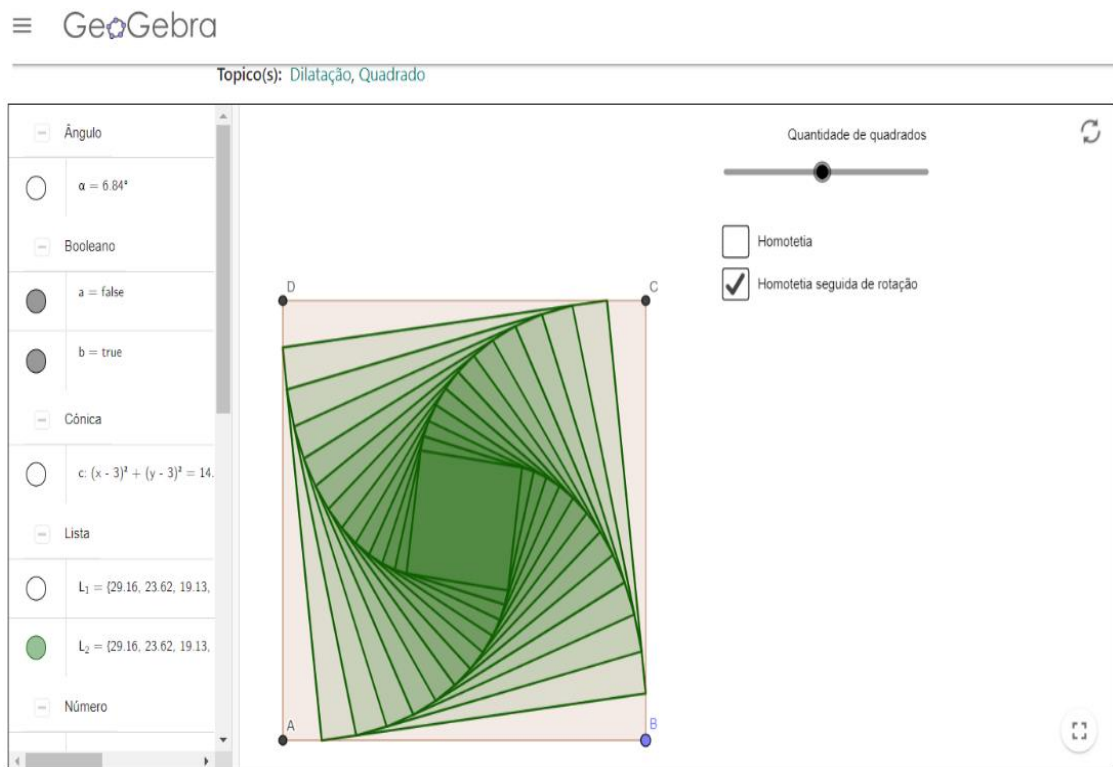 GeoGebra
Topico(s): Dilatação, Quadrado
Ângulo
α = 6.84°
Booleano
a = false
b = true
Cónica
c: (x - 3)² + (y - 3)² = 14.
Lista
L₁ = {29.16, 23.62, 19.13,
L₂ = {29.16, 23.62, 19.13,
Número
Quantidade de quadrados
Homotetia
Homotetia seguida de rotação
D
C
A
B